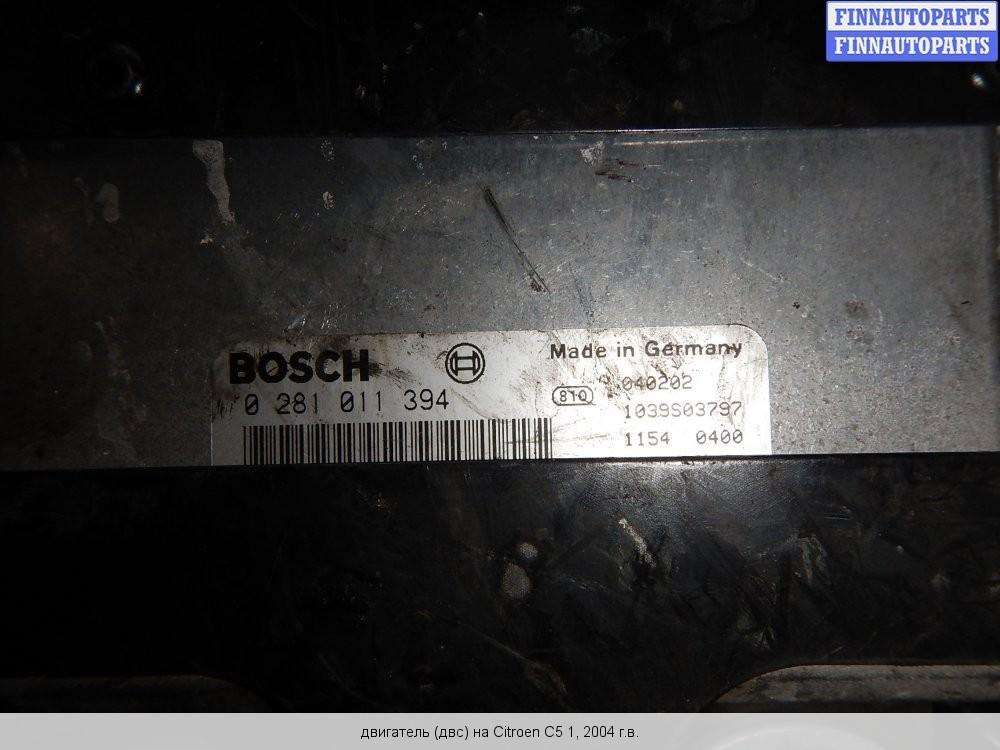 FINNAUTOPARTS
FINNAUTOPARTS
BOSCH
Made in Germany
0 281 011 394
810
040202
1039S03797
1154 0400
двигатель (двс) на Citroen C5 1, 2004 г.в.